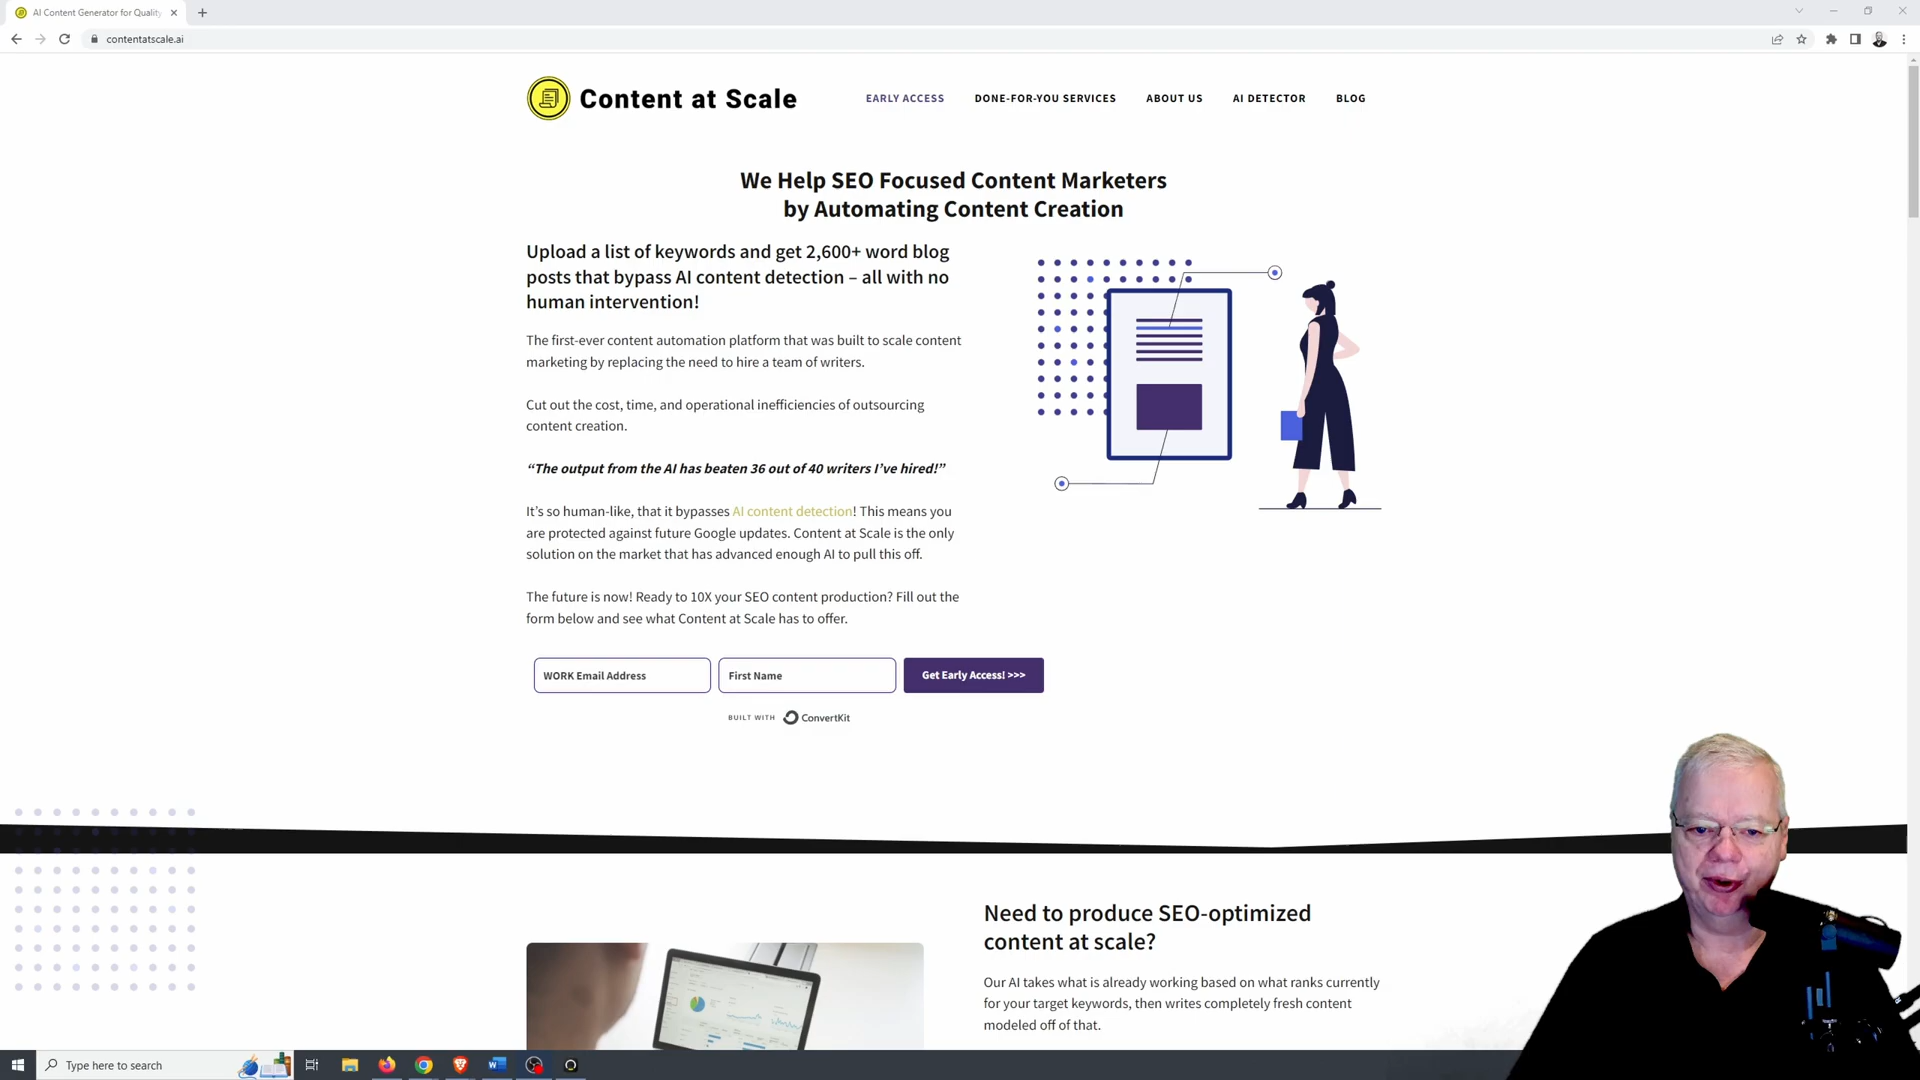 AI Content Generator for Quality
contentatscale.ai
Content at Scale
EARLY ACCESS
DONE-FOR-YOU SERVICES
ABOUT US
AI DETECTOR
BLOG
We Help SEO Focused Content Marketers
by Automating Content Creation
Upload a list of keywords and get 2,600+ word blog
posts that bypass AI content detection – all with no
human intervention!
The first-ever content automation platform that was built to scale content
marketing by replacing the need to hire a team of writers.
Cut out the cost, time, and operational inefficiencies of outsourcing
content creation.
“The output from the AI has beaten 36 out of 40 writers I’ve hired!”
It’s so human-like, that it bypasses AI content detection! This means you
are protected against future Google updates. Content at Scale is the only
solution on the market that has advanced enough AI to pull this off.
The future is now! Ready to 10X your SEO content production? Fill out the
form below and see what Content at Scale has to offer.
WORK Email Address
First Name
Get Early Access! >>>
BUILT WITH ConvertKit
Need to produce SEO-optimized
content at scale?
Our AI takes what is already working based on what ranks currently
for your target keywords, then writes completely fresh content
modeled off of that.
Type here to search